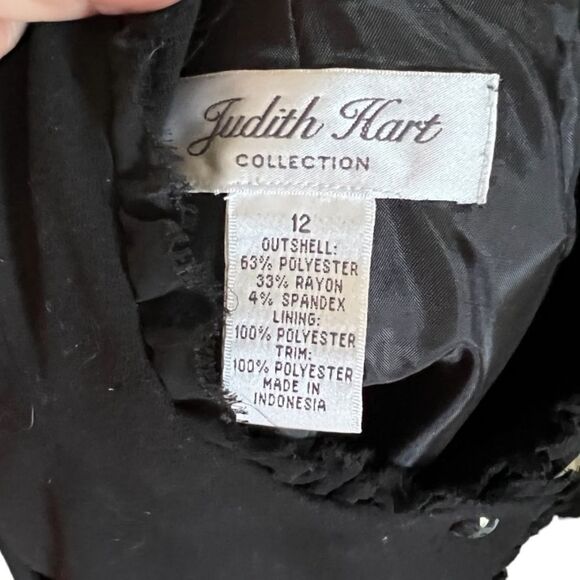 Judith Hart
COLLECTION
12
OUTSHELL:
63% POLYESTER
33% RAYON
4% SPANDEX
LINING:
100% POLYESTER
TRIM:
100% POLYESTER
MADE IN
INDONESIA